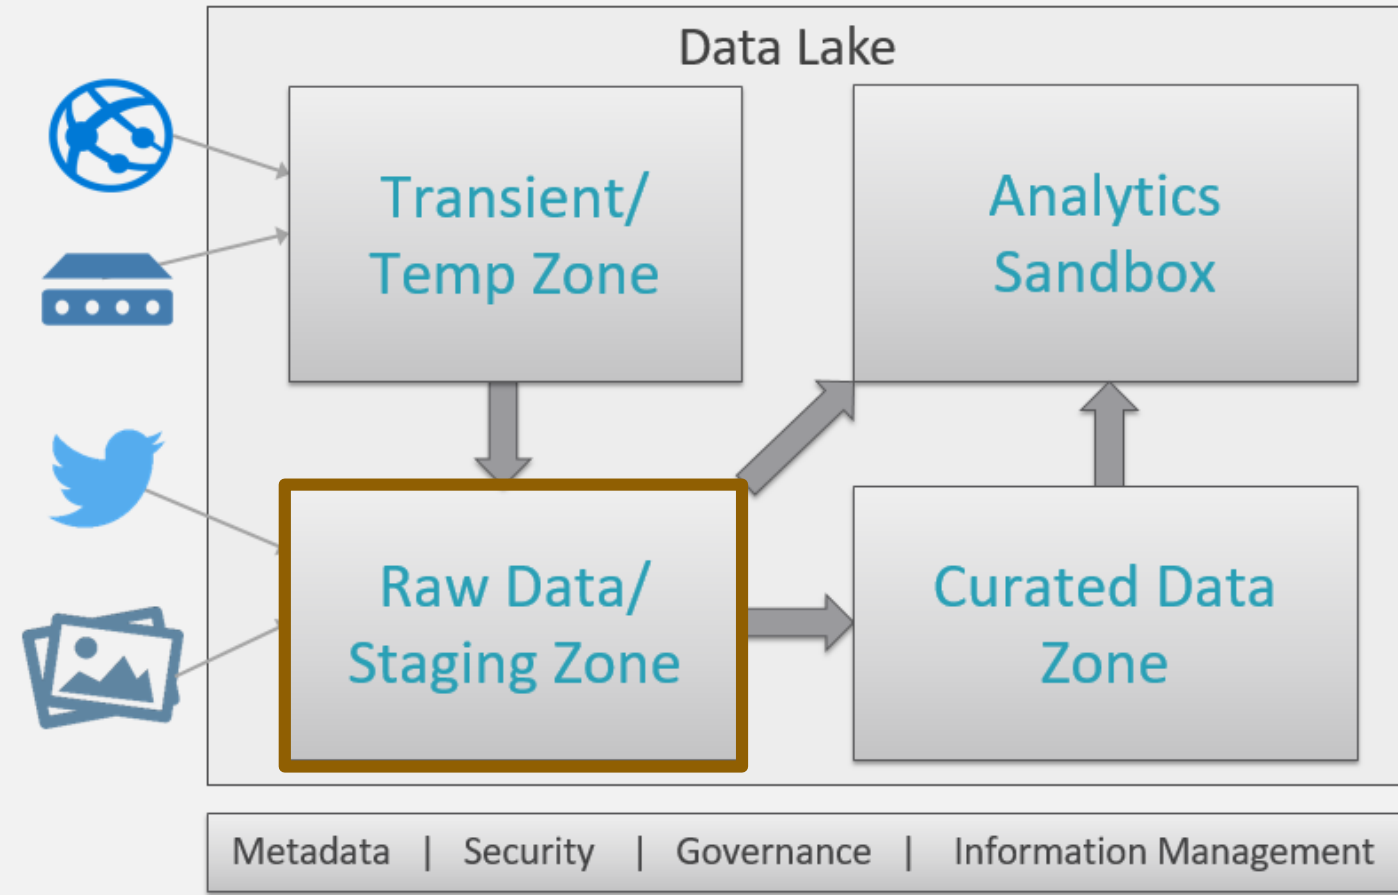 Data Lake
Transient/
Temp Zone
Analytics
Sandbox
Raw Data/
Staging Zone
Curated Data
Zone
Metadata | Security | Governance | Information Management